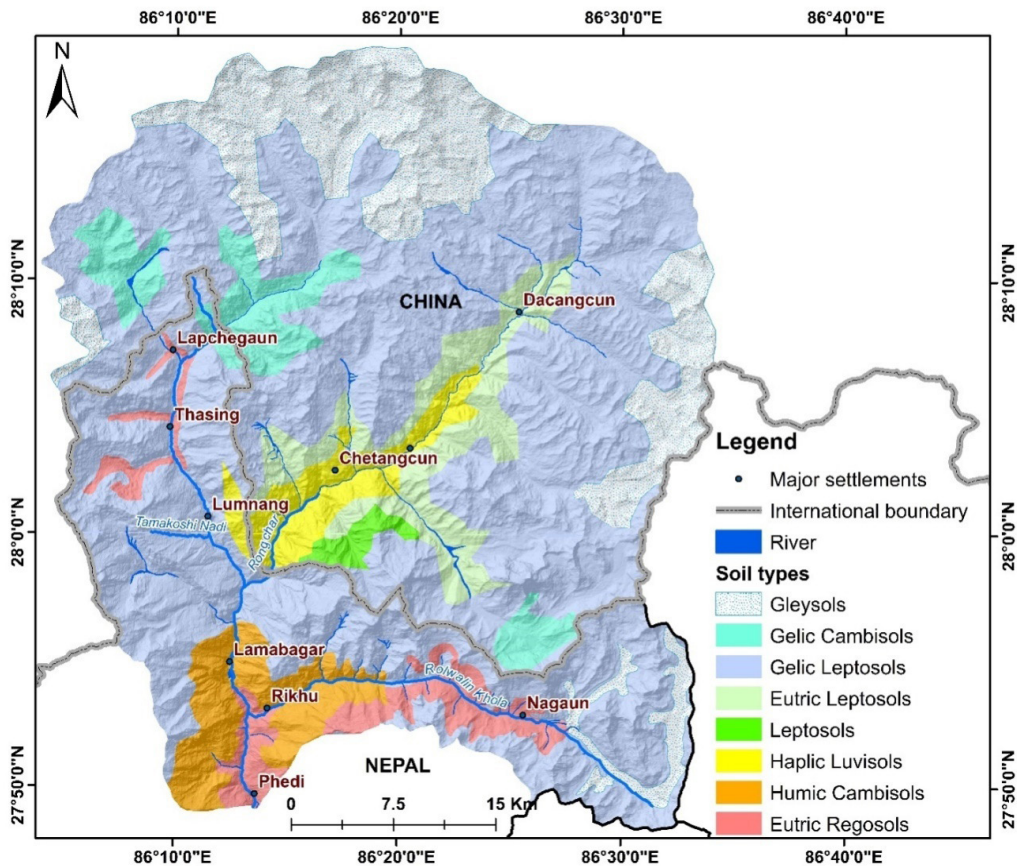 86°10'0"E 86°20'0"E 86°30'0"E 86°40'0"E
N
28°10'0"N 28°10'0"N
CHINA
Dacangcun
Lapchegaun
Thasing
Chetangcun
Lumnang
Tamakoshi Nadi
Rongchar
28°0'0"N 28°0'0"N
Lamabagar
Rikhu
Rolwalin Khola
Nagaun
NEPAL
Phedi
27°50'0"N 27°50'0"N
0 7.5 15 Km
Legend
Major settlements
International boundary
River
Soil types
Gleysols
Gelic Cambisols
Gelic Leptosols
Eutric Leptosols
Leptosols
Haplic Luvisols
Humic Cambisols
Eutric Regosols
86°10'0"E 86°20'0"E 86°30'0"E 86°40'0"E